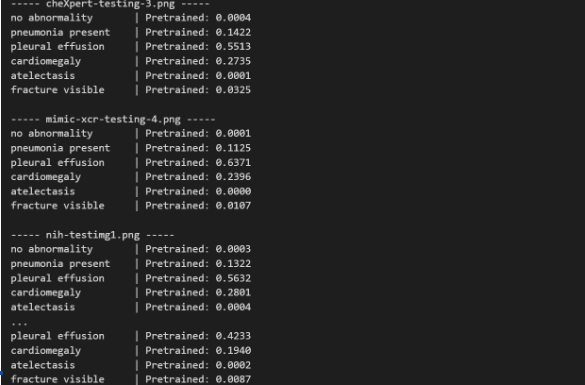 ----- cheXpert-testing-3.png -----
no abnormality | Pretrained: 0.0004
pneumonia present | Pretrained: 0.1422
pleural effusion | Pretrained: 0.5513
cardiomegaly | Pretrained: 0.2735
atelectasis | Pretrained: 0.0001
fracture visible | Pretrained: 0.0325
----- mimic-xcr-testing-4.png -----
no abnormality | Pretrained: 0.0001
pneumonia present | Pretrained: 0.1125
pleural effusion | Pretrained: 0.6371
cardiomegaly | Pretrained: 0.2396
atelectasis | Pretrained: 0.0000
fracture visible | Pretrained: 0.0107
----- nih-testimg1.png -----
no abnormality | Pretrained: 0.0003
pneumonia present | Pretrained: 0.1322
pleural effusion | Pretrained: 0.5632
cardiomegaly | Pretrained: 0.2801
atelectasis | Pretrained: 0.0004
...
pleural effusion | Pretrained: 0.4233
cardiomegaly | Pretrained: 0.1940
atelectasis | Pretrained: 0.0002
fracture visible | Pretrained: 0.0087